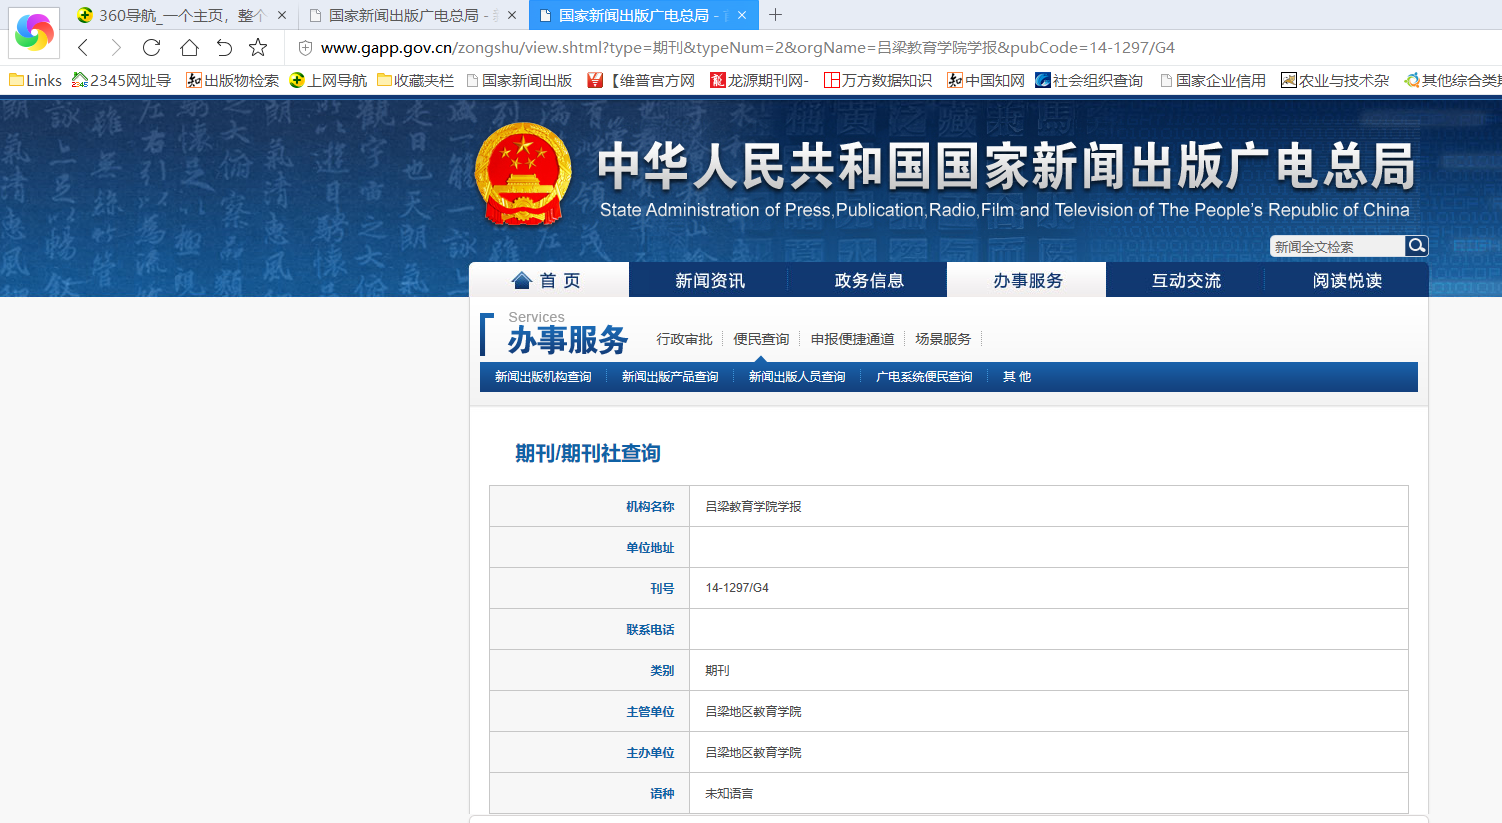 360导航_一个主页，整个
国家新闻出版广电总局 -
国家新闻出版广电总局 -
www.gapp.gov.cn/zongshu/view.shtml?type=期刊&typeNum=2&orgName=吕梁教育学院学报&pubCode=14-1297/G4
Links 2345网址导 出版物检索 上网导航 收藏夹栏 国家新闻出版 【维普官方网 龙源期刊网- 万方数据知识 中国知网 社会组织查询 国家企业信用 农业与技术杂 其他综合类期
中华人民共和国国家新闻出版广电总局
State Administration of Press,Publication,Radio,Film and Television of The People's Republic of China
新闻全文检索
首 页 新闻资讯 政务信息 办事服务 互动交流 阅读悦读
Services
办事服务 行政审批 便民查询 申报便捷通道 场景服务
新闻出版机构查询 新闻出版产品查询 新闻出版人员查询 广电系统便民查询 其 他
期刊/期刊社查询
机构名称 吕梁教育学院学报
单位地址
刊号 14-1297/G4
联系电话
类别 期刊
主管单位 吕梁地区教育学院
主办单位 吕梁地区教育学院
语种 未知语言